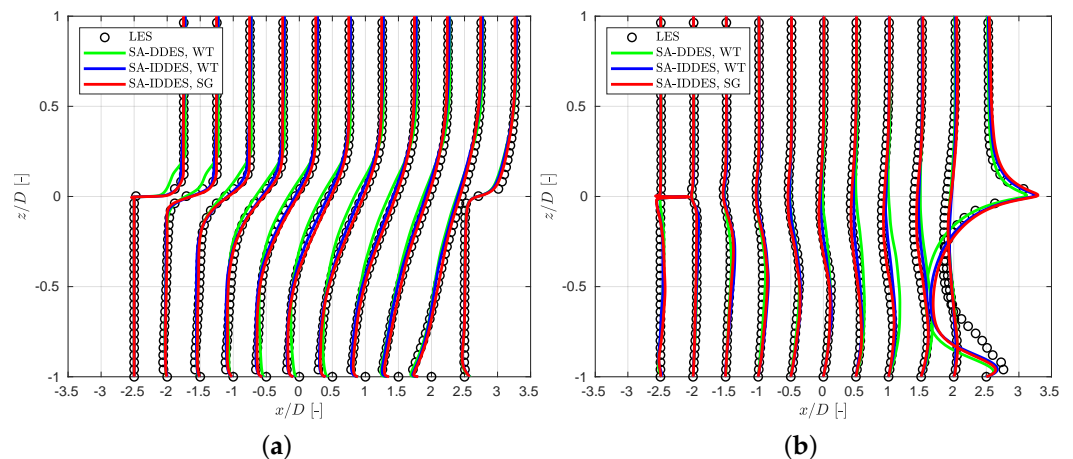 LES
SA-DDES, WT
SA-IDDES, WT
SA-IDDES, SG
1
0.5
0
-0.5
-1
z/D [-]
-3.5 -3 -2.5 -2 -1.5 -1 -0.5 0 0.5 1 1.5 2 2.5 3 3.5
x/D [-]
(a)
LES
SA-DDES, WT
SA-IDDES, WT
SA-IDDES, SG
1
0.5
0
-0.5
-1
z/D [-]
-3.5 -3 -2.5 -2 -1.5 -1 -0.5 0 0.5 1 1.5 2 2.5 3 3.5
x/D [-]
(b)